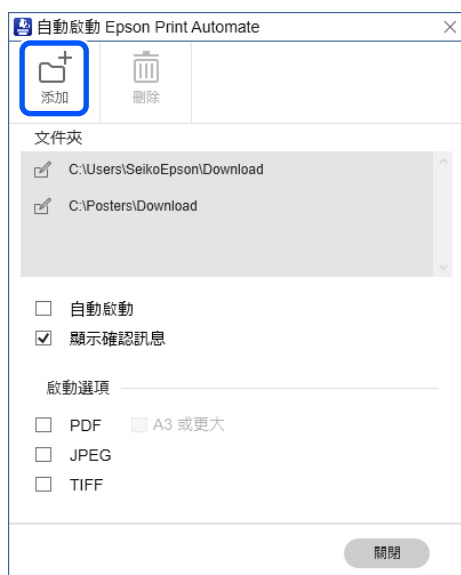 自動啟動 Epson Print Automate
添加 刪除
文件夾
C:\Users\SeikoEpson\Download
C:\Posters\Download
自動啟動
顯示確認訊息
啟動選項
PDF A3 或更大
JPEG
TIFF
關閉